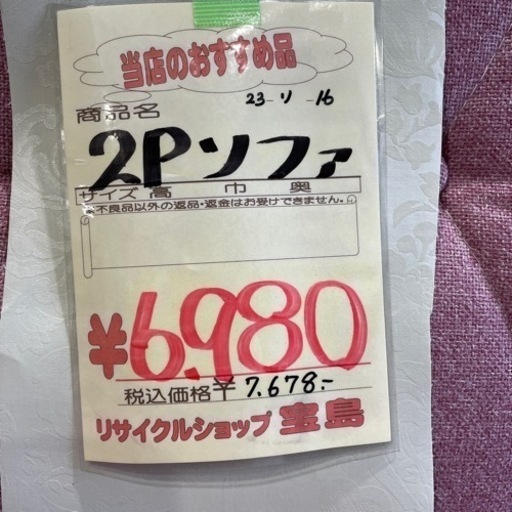 当店のおすすめ品
商品名 23-リ-16
2Pソファ
サイズ 高 巾 奥
※不良品以外の返品・返金はお受けできません。
¥6,980
税込価格¥7,678-
リサイクルショップ 宝島